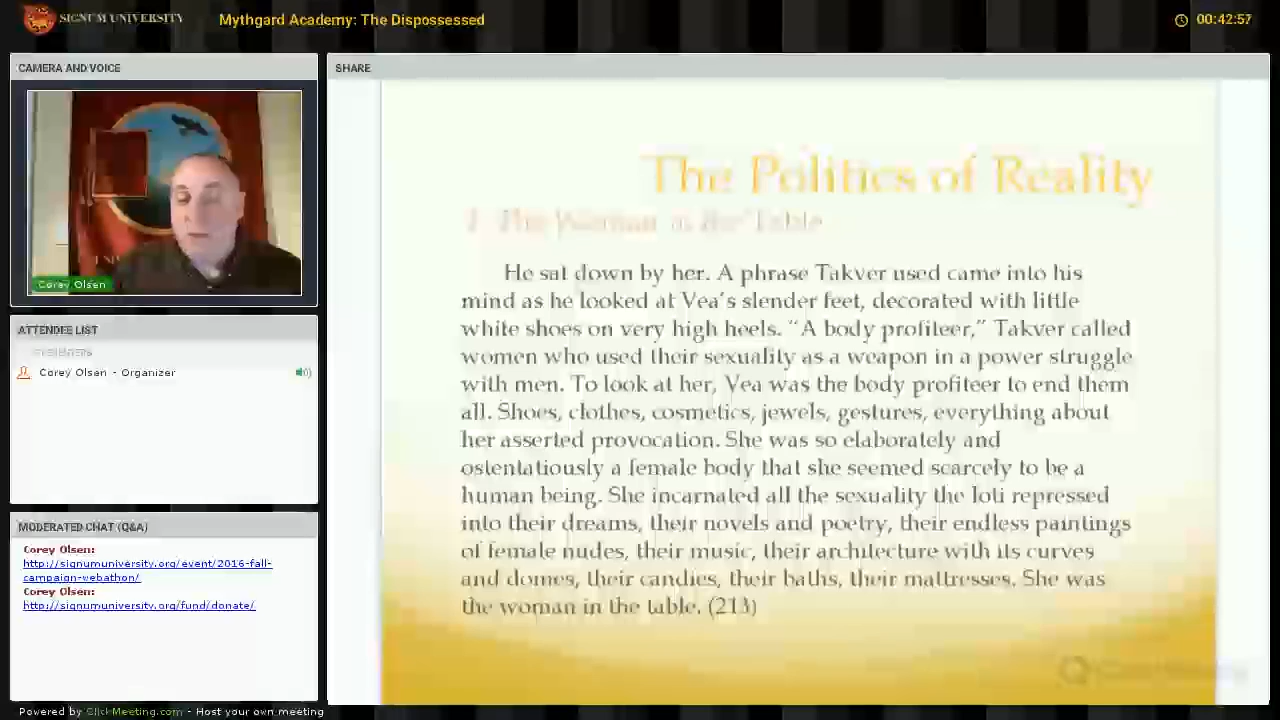 SIGNUM UNIVERSITY
Mythgard Academy: The Dispossessed
00:42:57
CAMERA AND VOICE
Corey Olsen
ATTENDEE LIST
Corey Olsen - Organizer
MODERATED CHAT (Q&A)
Corey Olsen:
http://signumuniversity.org/event/2016-fall-
campaign-webathon/
Corey Olsen:
http://signumuniversity.org/fund/donate/
SHARE
The Politics of Reality
1. The Woman in the Table
He sat down by her. A phrase Takver used came into his
mind as he looked at Vea's slender feet, decorated with little
white shoes on very high heels. "A body profiteer," Takver called
women who used their sexuality as a weapon in a power struggle
with men. To look at her, Vea was the body profiteer to end them
all. Shoes, clothes, cosmetics, jewels, gestures, everything about
her asserted provocation. She was so elaborately and
ostentatiously a female body that she seemed scarcely to be a
human being. She incarnated all the sexuality the Ioti repressed
into their dreams, their novels and poetry, their endless paintings
of female nudes, their music, their architecture with its curves
and domes, their candies, their baths, their mattresses. She was
the woman in the table. (213)
Powered by ClickMeeting.com - Host your own meeting